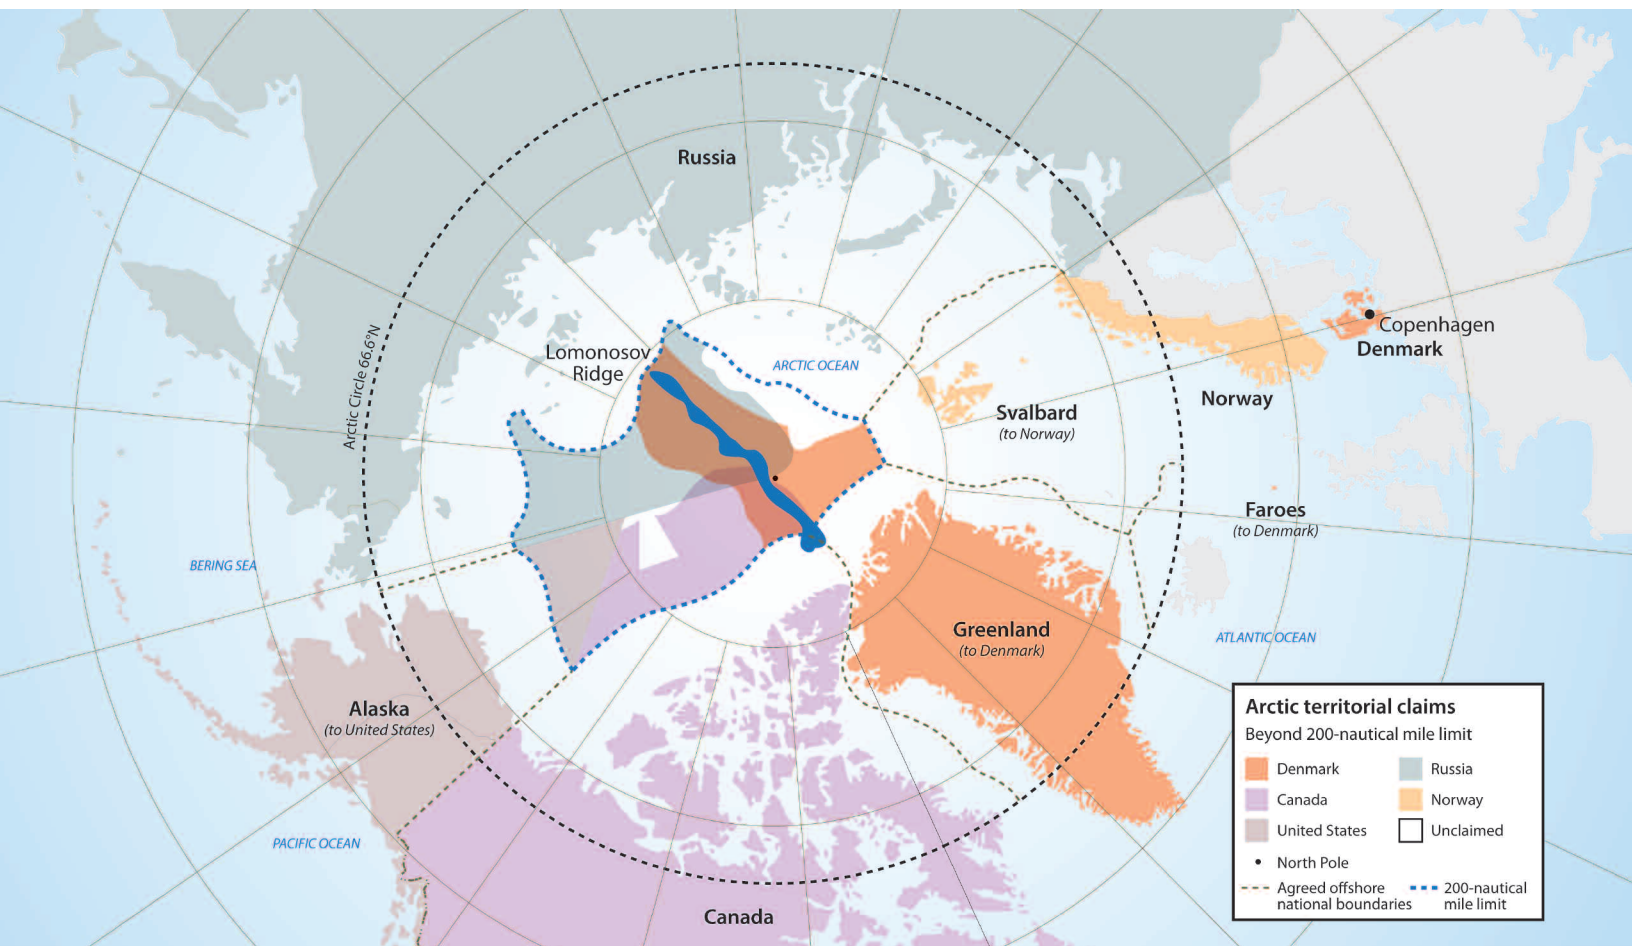 Russia
Arctic Circle 66.6°N
Lomonosov
Ridge
ARCTIC OCEAN
Copenhagen
Denmark
Norway
Svalbard
(to Norway)
Faroes
(to Denmark)
BERING SEA
Greenland
(to Denmark)
ATLANTIC OCEAN
Alaska
(to United States)
PACIFIC OCEAN
Canada
Arctic territorial claims
Beyond 200-nautical mile limit
Denmark
Russia
Canada
Norway
United States
Unclaimed
North Pole
Agreed offshore
national boundaries
200-nautical
mile limit